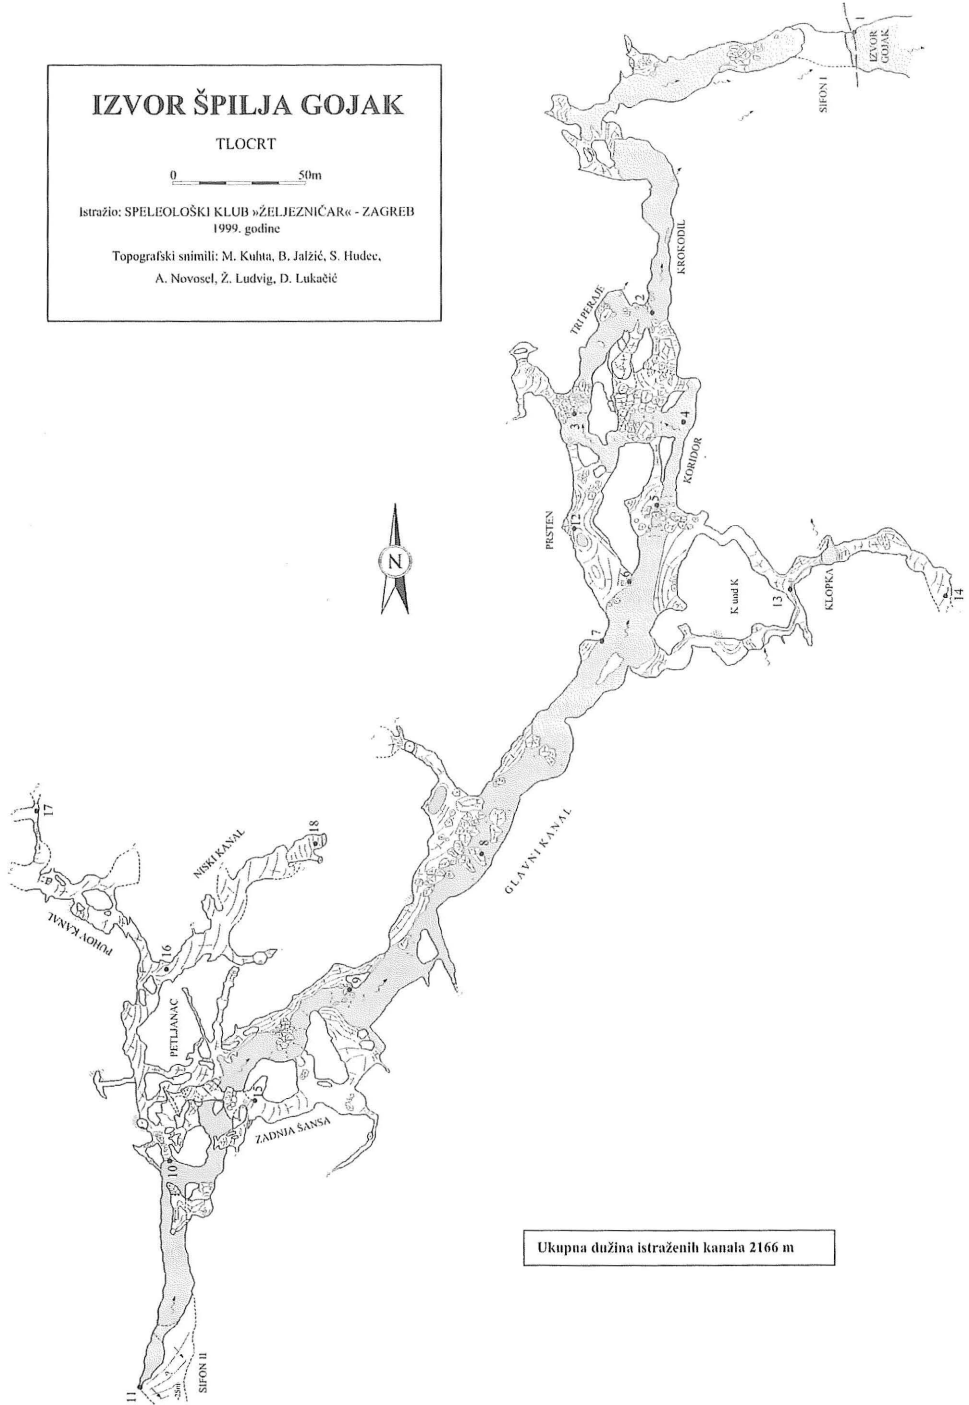 IZVOR ŠPILJA GOJAK
TLOCRT
0 50m
Istražio: SPELEOLOŠKI KLUB »ŽELJEZNIČAR« - ZAGREB
1999. godine
Topografski snimili: M. Kuhta, B. Jalžić, S. Hudec,
A. Novosel, Ž. Ludvig, D. Lukačić
1
IZVOR
GOJAK
SIFON I
KROKODIL
TRI PERAJE
2
3
4
KORIDOR
5
PRSTEN
12
6
K und K
13
KLOPKA
14
7
N
GLAVNI KANAL
8
17
18
NISKI KANAL
PUHOV KANAL
16
9
PETLJANAC
15
ZADNJA ŠANSA
10
Ukupna dužina istraženih kanala 2166 m
11
-25m
SIFON II